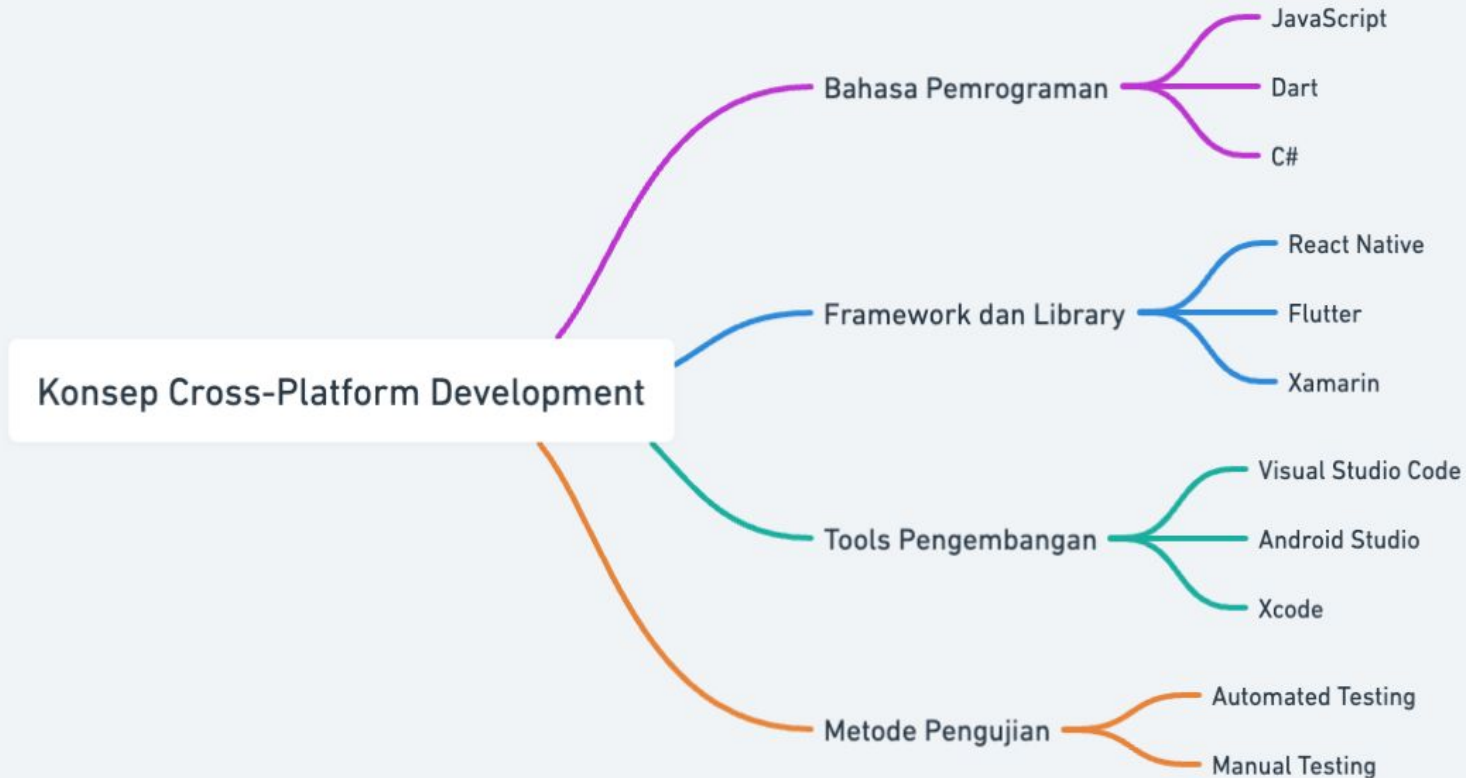 Konsep Cross-Platform Development
Bahasa Pemrograman
JavaScript
Dart
C#
Framework dan Library
React Native
Flutter
Xamarin
Tools Pengembangan
Visual Studio Code
Android Studio
Xcode
Metode Pengujian
Automated Testing
Manual Testing